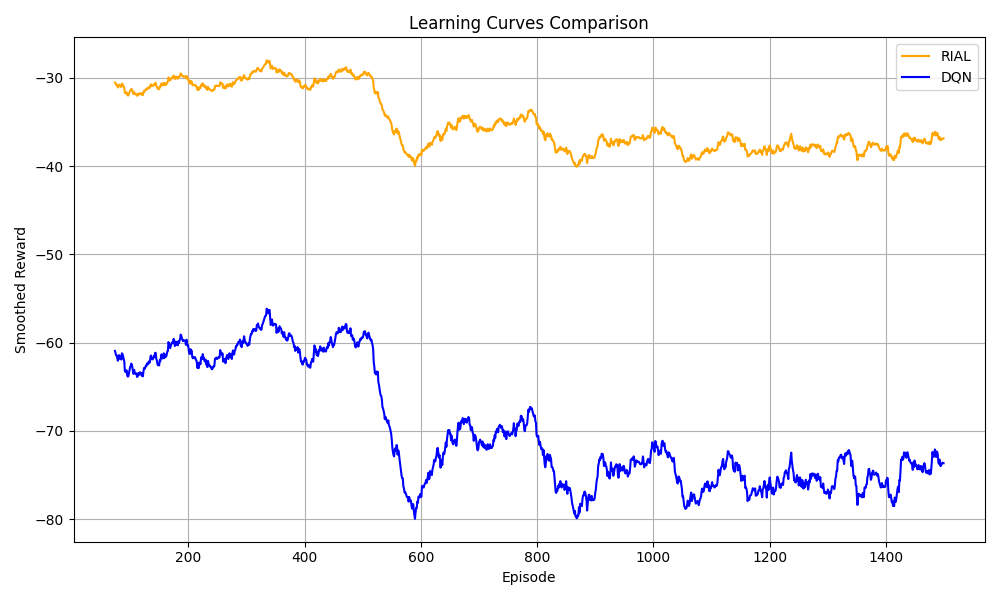 Learning Curves Comparison
RIAL
DQN
Smoothed Reward
−30
−40
−50
−60
−70
−80
200
400
600
800
1000
1200
1400
Episode